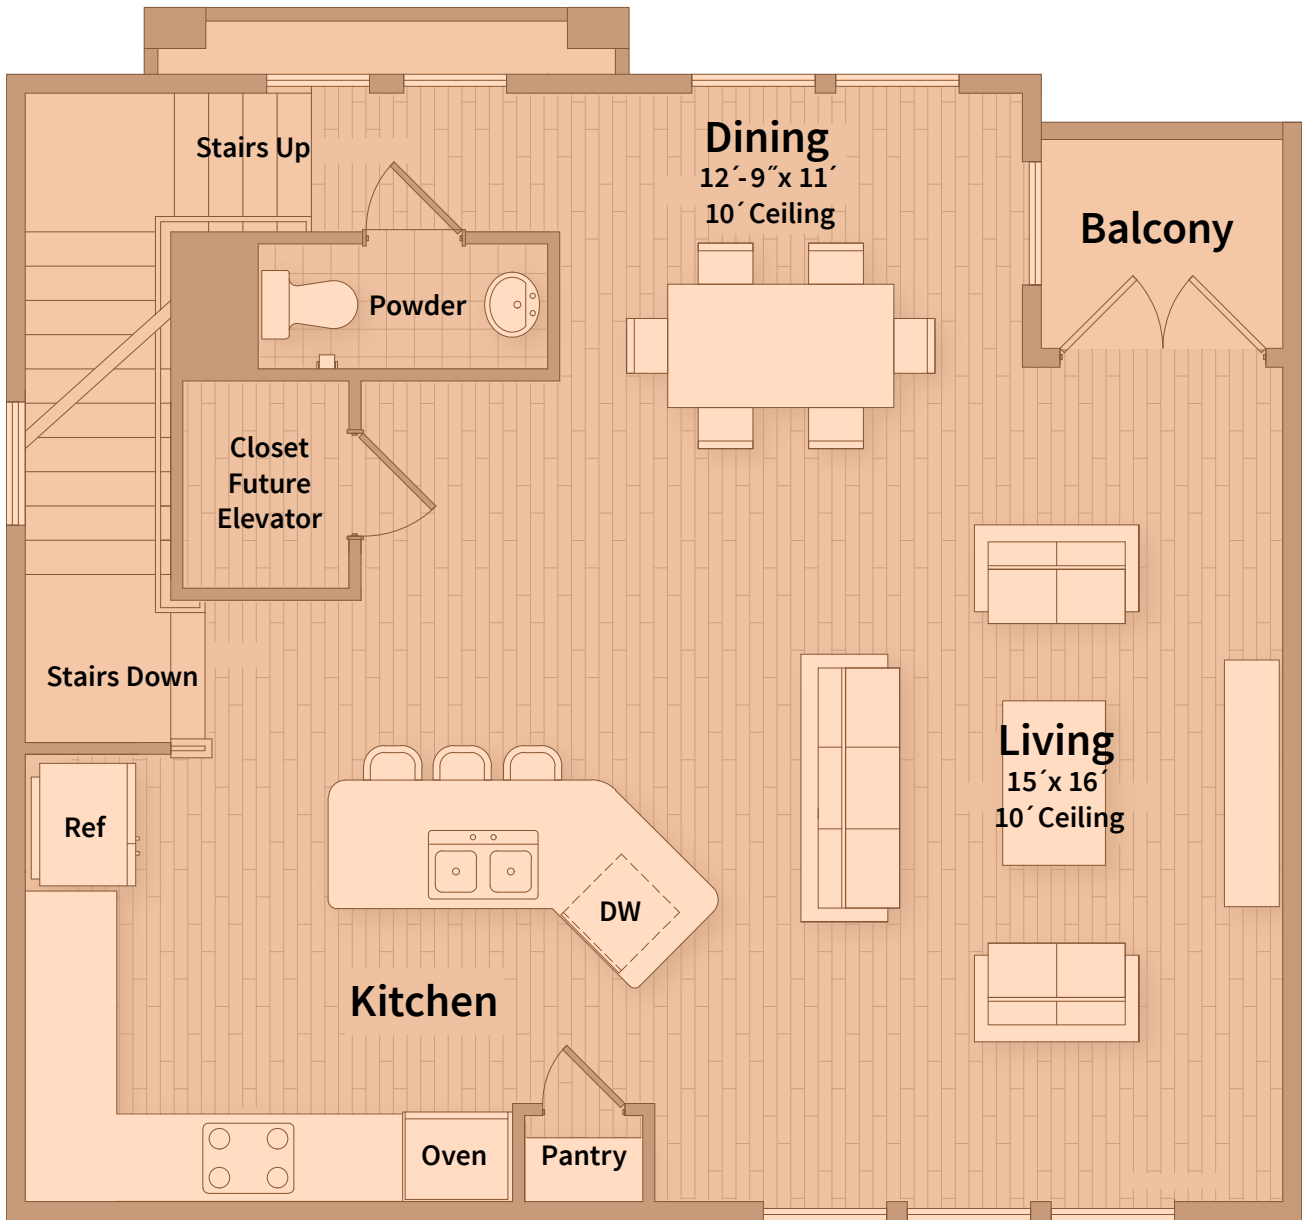 Stairs Up
Dining
12´-9˝x 11´
10´ Ceiling
Balcony
Powder
Closet
Future
Elevator
Stairs Down
Living
15´x 16´
10´ Ceiling
Ref
DW
Kitchen
Oven
Pantry